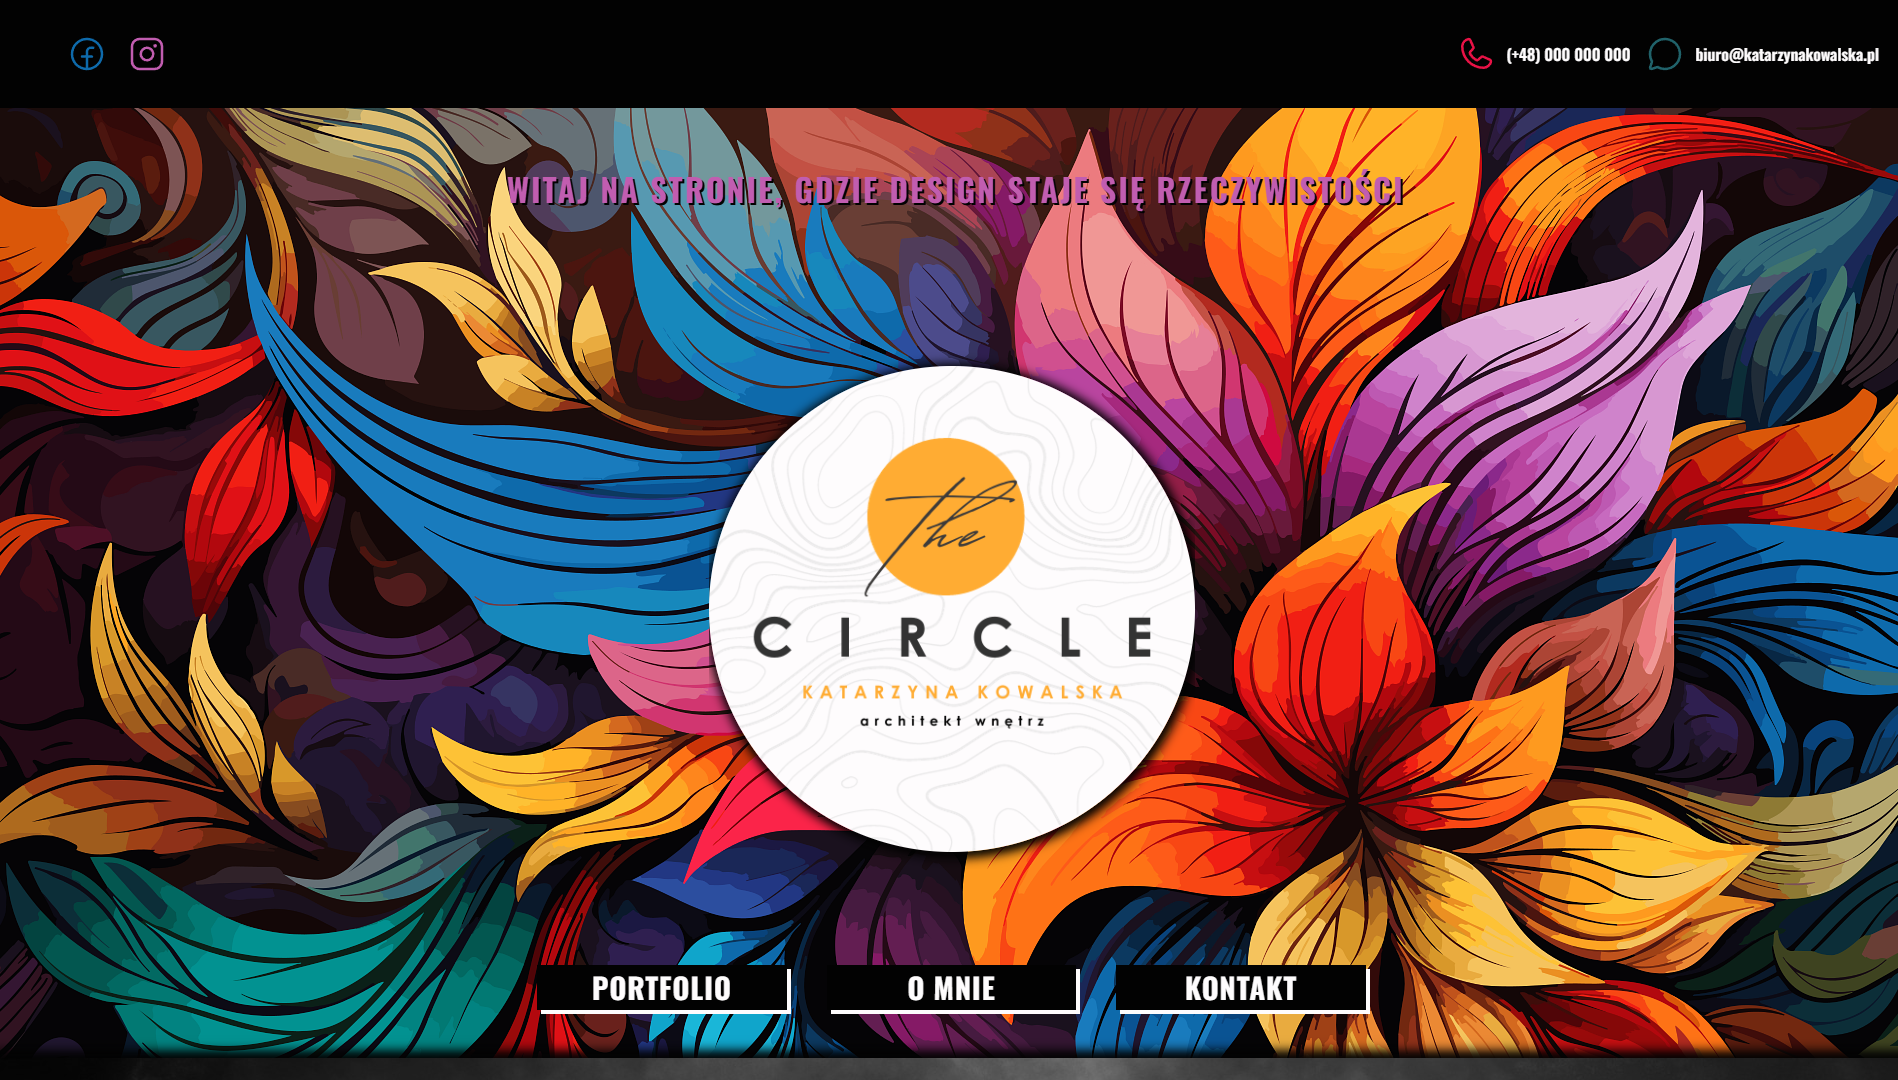 (+48) 000 000 000
biuro@katarzynakowalska.pl
WITAJ NA STRONIE, GDZIE DESIGN STAJE SIĘ RZECZYWISTOŚCI
the
CIRCLE
KATARZYNA KOWALSKA
architekt wnętrz
PORTFOLIO
O MNIE
KONTAKT